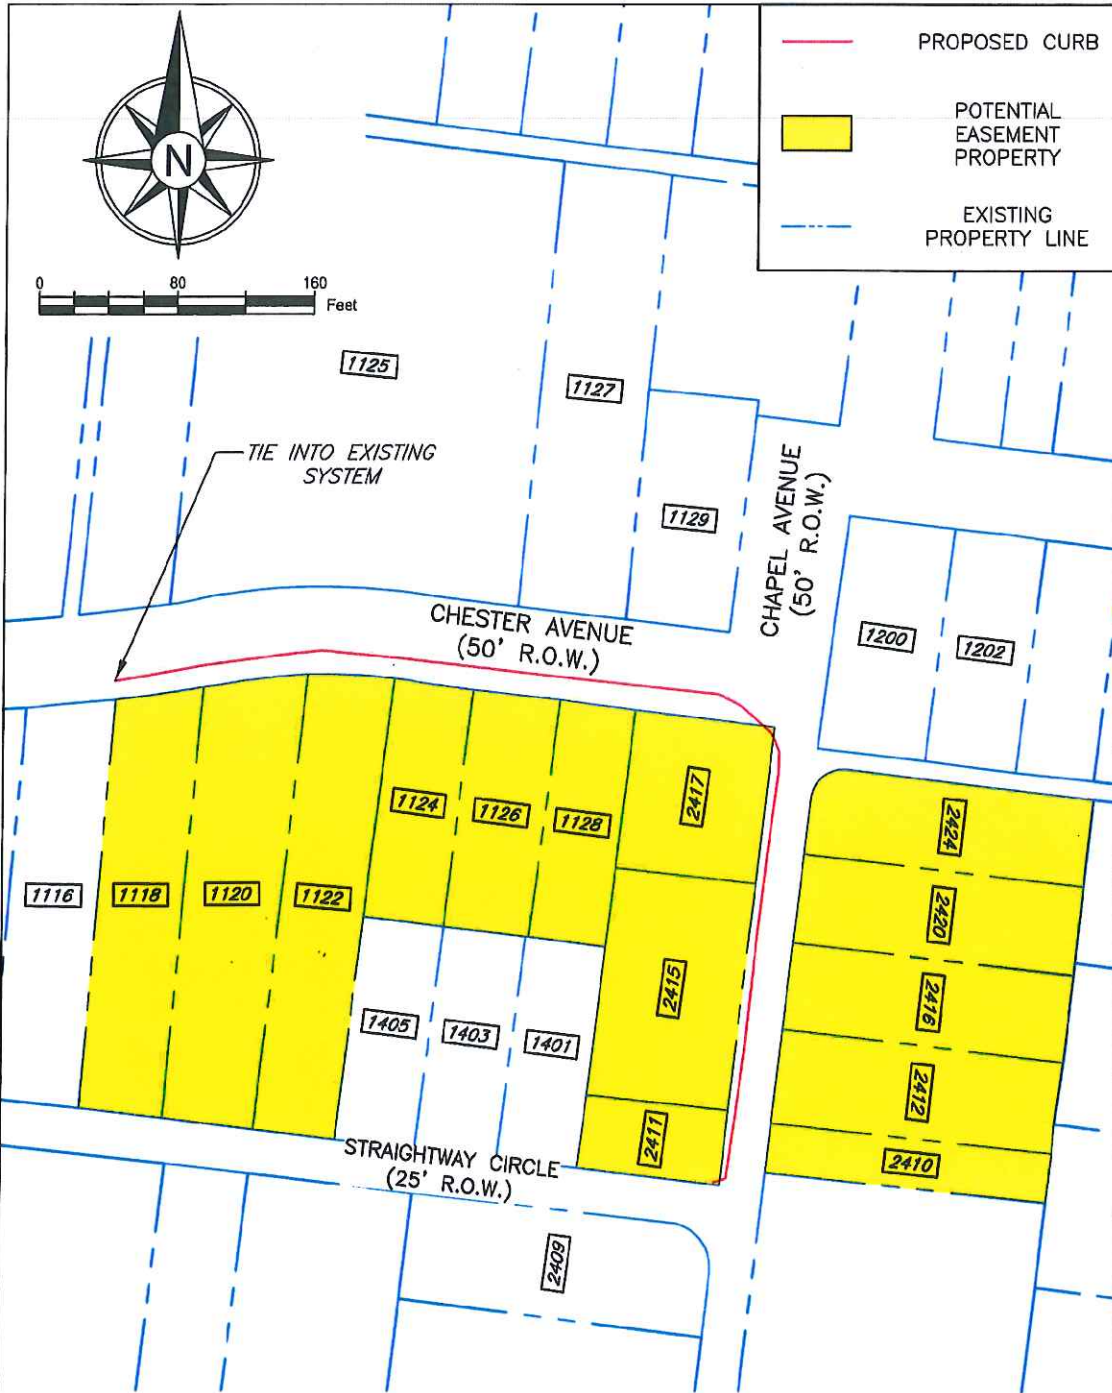 N
0 80 160
Feet
PROPOSED CURB
POTENTIAL
EASEMENT
PROPERTY
EXISTING
PROPERTY LINE
1125
1127
1129
TIE INTO EXISTING
SYSTEM
CHAPEL AVENUE
(50' R.O.W.)
CHESTER AVENUE
(50' R.O.W.)
1200
1202
1116
1118
1120
1122
1124
1126
1128
2417
2415
2411
1405
1403
1401
2424
2420
2416
2412
2410
STRAIGHTWAY CIRCLE
(25' R.O.W.)
2409